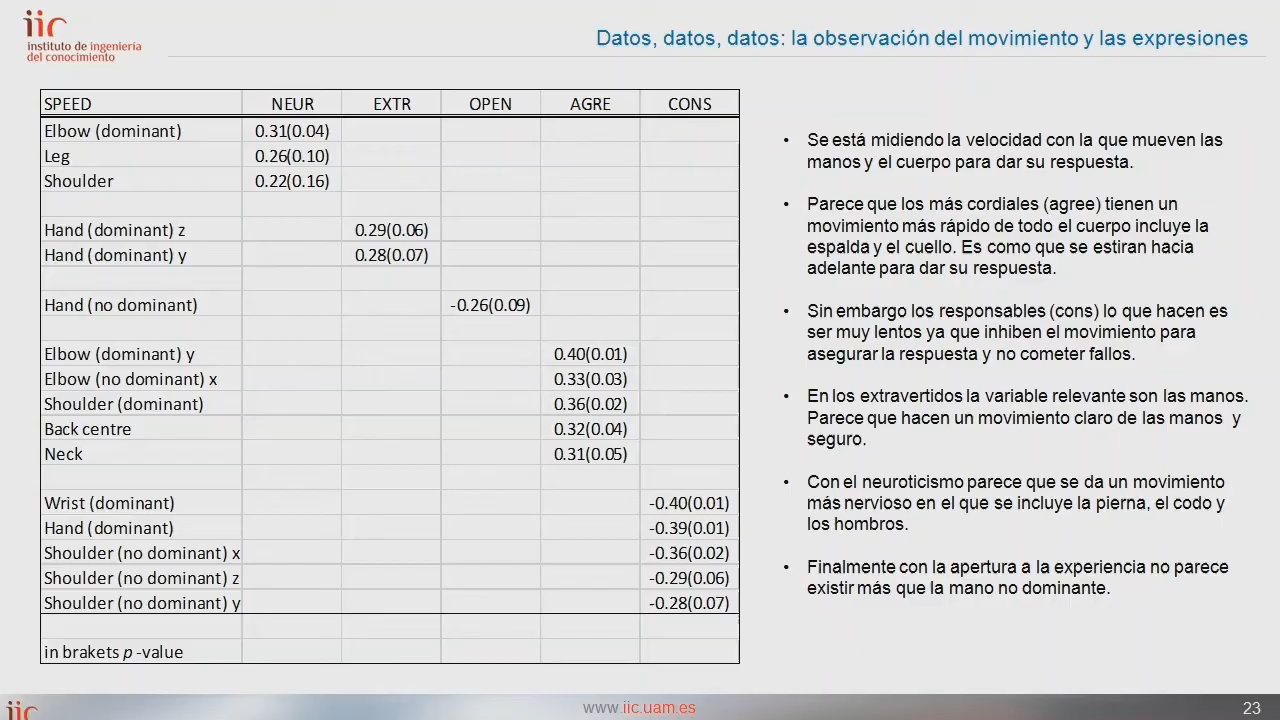 iic
instituto de ingeniería
del conocimiento
Datos, datos, datos: la observación del movimiento y las expresiones
SPEED NEUR EXTR OPEN AGRE CONS
Elbow (dominant) 0.31(0.04)
Leg 0.26(0.10)
Shoulder 0.22(0.16)
Hand (dominant) z 0.29(0.06)
Hand (dominant) y 0.28(0.07)
Hand (no dominant) -0.26(0.09)
Elbow (dominant) y 0.40(0.01)
Elbow (no dominant) x 0.33(0.03)
Shoulder (dominant) 0.36(0.02)
Back centre 0.32(0.04)
Neck 0.31(0.05)
Wrist (dominant) -0.40(0.01)
Hand (dominant) -0.39(0.01)
Shoulder (no dominant) x -0.36(0.02)
Shoulder (no dominant) z -0.29(0.06)
Shoulder (no dominant) y -0.28(0.07)
in brakets p -value
• Se está midiendo la velocidad con la que mueven las
manos y el cuerpo para dar su respuesta.
• Parece que los más cordiales (agree) tienen un
movimiento más rápido de todo el cuerpo incluye la
espalda y el cuello. Es como que se estiran hacia
adelante para dar su respuesta.
• Sin embargo los responsables (cons) lo que hacen es
ser muy lentos ya que inhiben el movimiento para
asegurar la respuesta y no cometer fallos.
• En los extravertidos la variable relevante son las manos.
Parece que hacen un movimiento claro de las manos y
seguro.
• Con el neuroticismo parece que se da un movimiento
más nervioso en el que se incluye la pierna, el codo y
los hombros.
• Finalmente con la apertura a la experiencia no parece
existir más que la mano no dominante.
iic
www.iic.uam.es
23